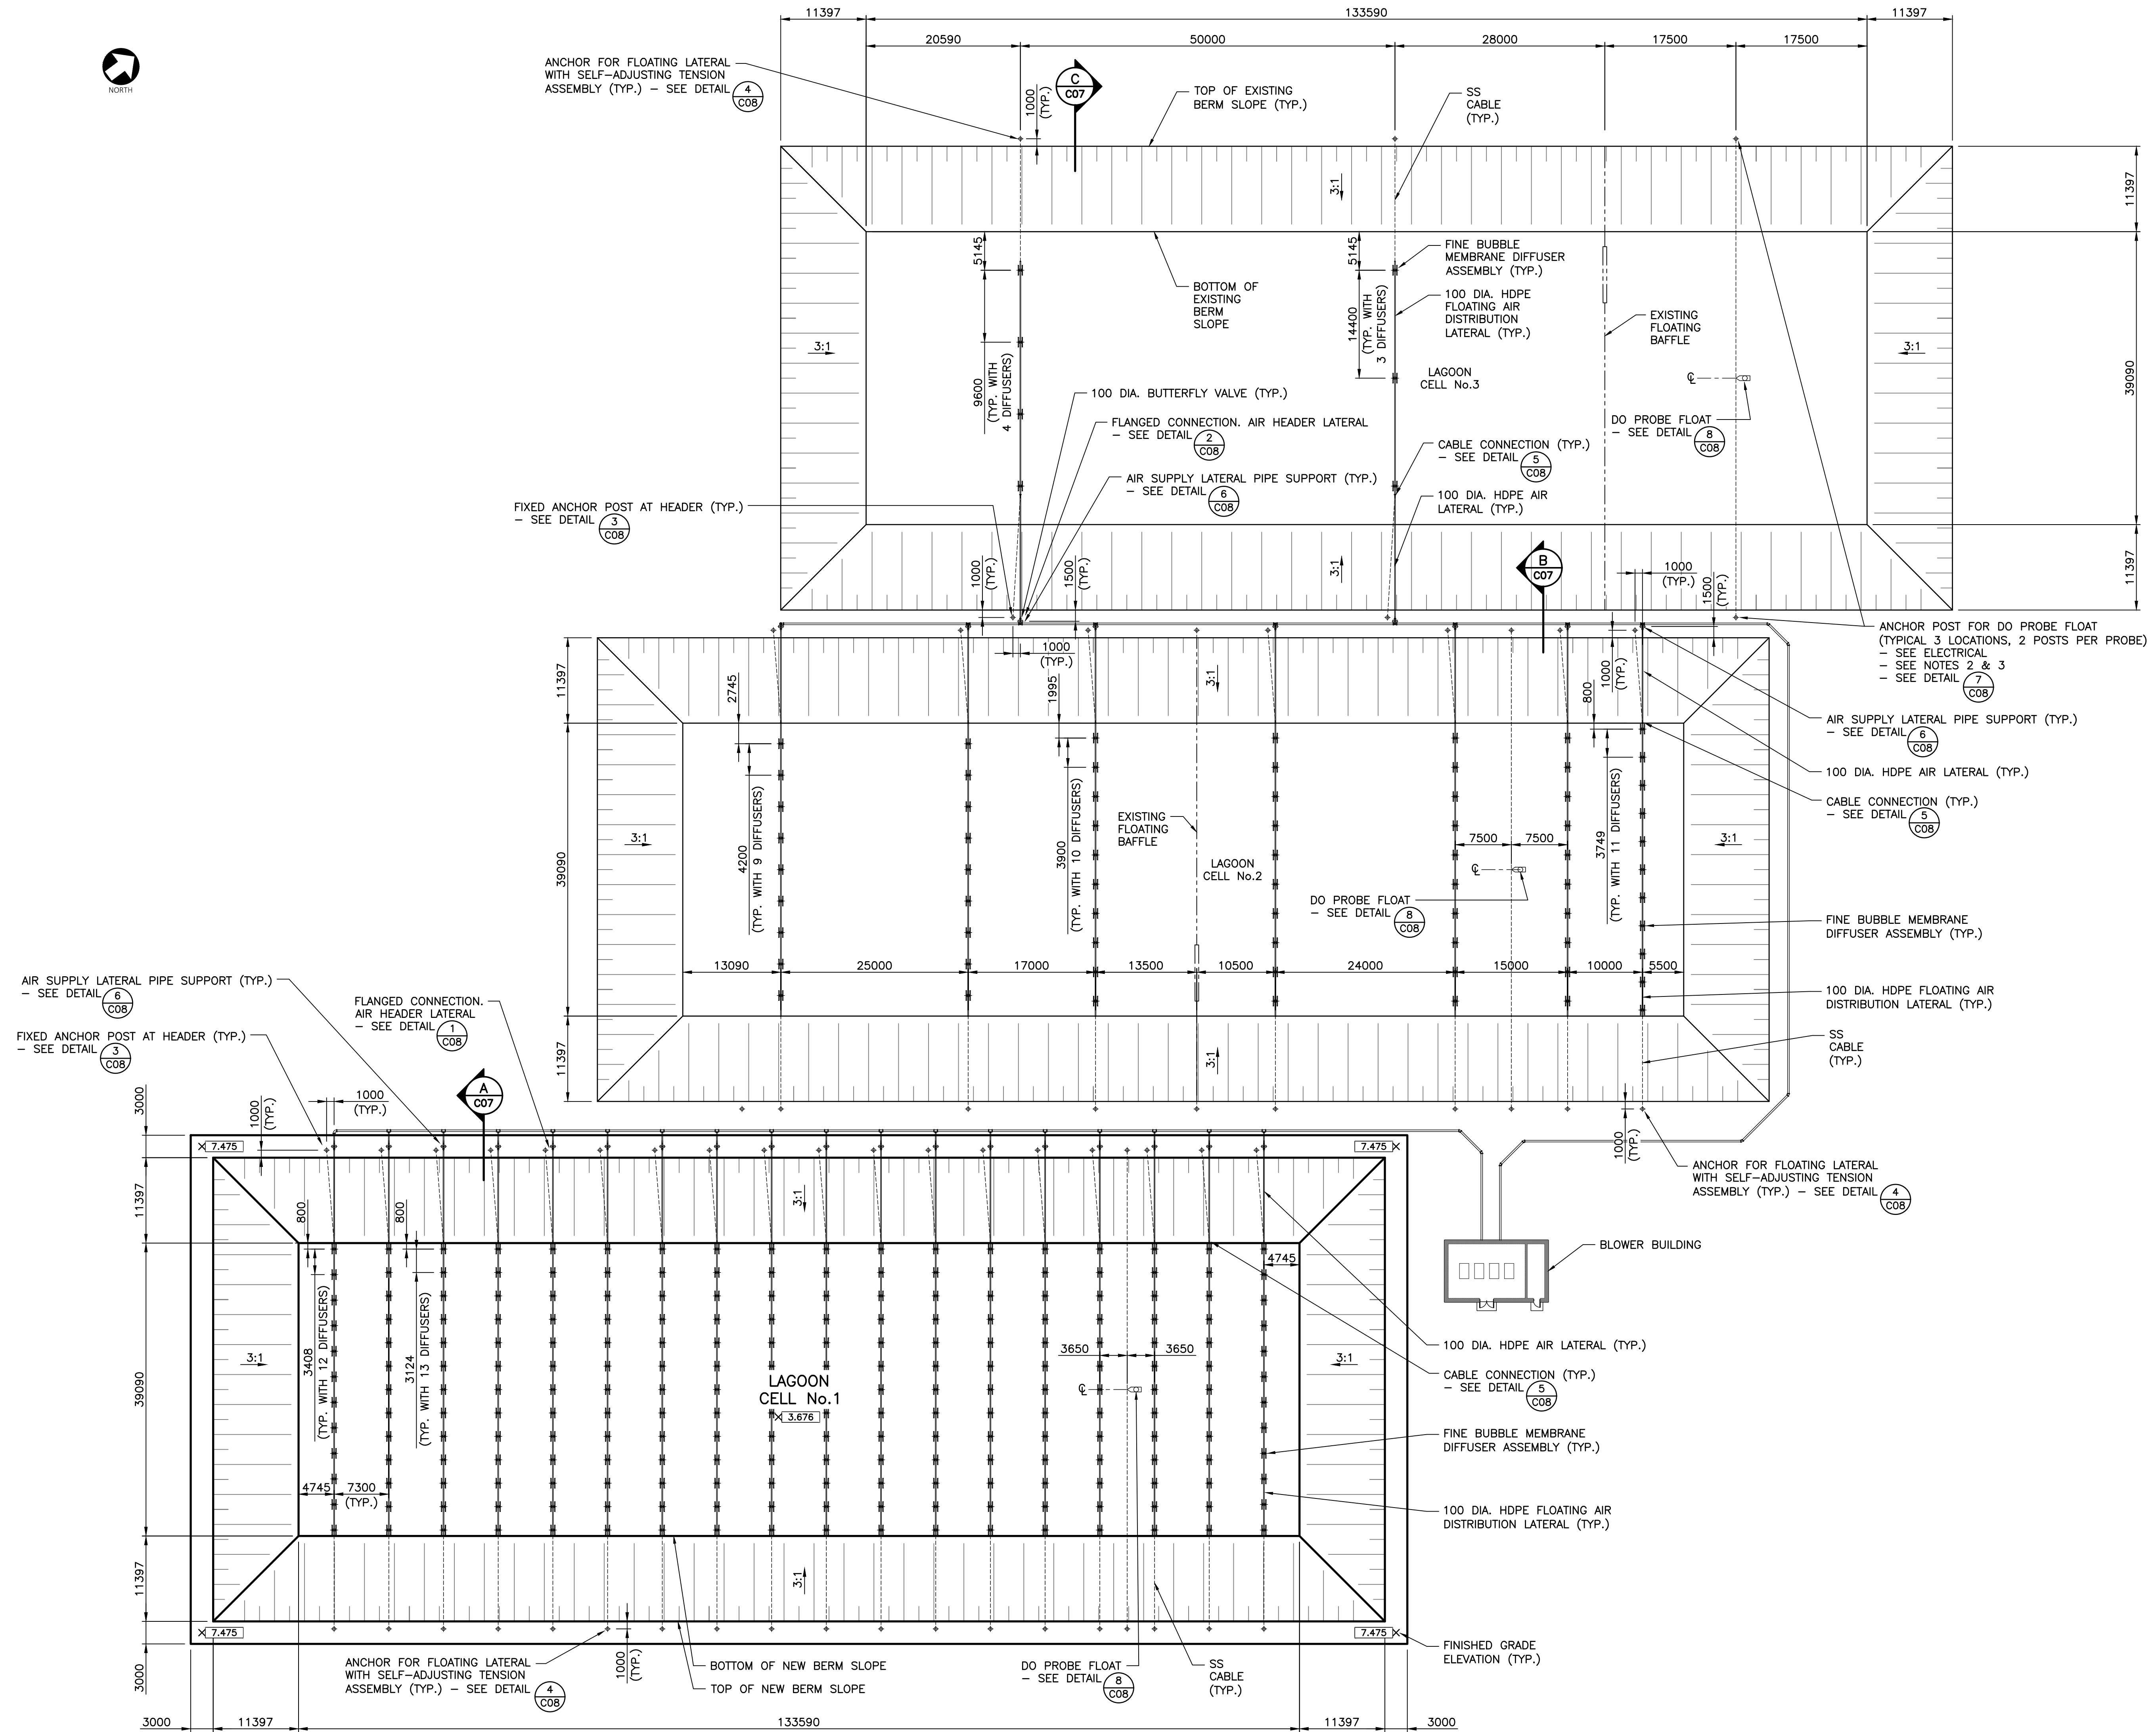 11397
133590
11397
20590
50000
28000
17500
17500
NORTH
ANCHOR FOR FLOATING LATERAL
WITH SELF-ADJUSTING TENSION
ASSEMBLY (TYP.) - SEE DETAIL 4
C08
C
C07
1000
(TYP.)
TOP OF EXISTING
BERM SLOPE (TYP.)
SS
CABLE
(TYP.)
3:1
11397
5145
5145
FINE BUBBLE
MEMBRANE DIFFUSER
ASSEMBLY (TYP.)
BOTTOM OF
EXISTING
BERM
SLOPE
100 DIA. HDPE
FLOATING AIR
DISTRIBUTION
LATERAL (TYP.)
14400
(TYP. WITH
3 DIFFUSERS)
EXISTING
FLOATING
BAFFLE
3:1
3:1
9600
(TYP. WITH
4 DIFFUSERS)
LAGOON
CELL No.3
℄
39090
100 DIA. BUTTERFLY VALVE (TYP.)
FLANGED CONNECTION. AIR HEADER LATERAL
- SEE DETAIL 2
C08
DO PROBE FLOAT
- SEE DETAIL 8
C08
CABLE CONNECTION (TYP.)
- SEE DETAIL 5
C08
AIR SUPPLY LATERAL PIPE SUPPORT (TYP.)
- SEE DETAIL 6
C08
100 DIA. HDPE AIR
LATERAL (TYP.)
FIXED ANCHOR POST AT HEADER (TYP.)
- SEE DETAIL 3
C08
1000
(TYP.)
1500
(TYP.)
3:1
B
C07
1000
(TYP.)
1500
(TYP.)
11397
ANCHOR POST FOR DO PROBE FLOAT
(TYPICAL 3 LOCATIONS, 2 POSTS PER PROBE)
- SEE ELECTRICAL
- SEE NOTES 2 & 3
- SEE DETAIL 7
C08
1000
(TYP.)
11397
2745
1995
3:1
800
1000
(TYP.)
AIR SUPPLY LATERAL PIPE SUPPORT (TYP.)
- SEE DETAIL 6
C08
100 DIA. HDPE AIR LATERAL (TYP.)
CABLE CONNECTION (TYP.)
- SEE DETAIL 5
C08
39090
3:1
4200
(TYP. WITH 9 DIFFUSERS)
3900
(TYP. WITH 10 DIFFUSERS)
EXISTING
FLOATING
BAFFLE
LAGOON
CELL No.2
7500
7500
℄
3749
(TYP. WITH 11 DIFFUSERS)
3:1
DO PROBE FLOAT
- SEE DETAIL 8
C08
FINE BUBBLE MEMBRANE
DIFFUSER ASSEMBLY (TYP.)
13090
25000
17000
13500
10500
24000
15000
10000
5500
100 DIA. HDPE FLOATING AIR
DISTRIBUTION LATERAL (TYP.)
AIR SUPPLY LATERAL PIPE SUPPORT (TYP.)
- SEE DETAIL 6
C08
FLANGED CONNECTION.
AIR HEADER LATERAL
- SEE DETAIL 1
C08
FIXED ANCHOR POST AT HEADER (TYP.)
- SEE DETAIL 3
C08
11397
3:1
SS
CABLE
(TYP.)
A
C07
3000
1000
(TYP.)
1000
(TYP.)
7.475
7.475
1000
(TYP.)
ANCHOR FOR FLOATING LATERAL
WITH SELF-ADJUSTING TENSION
ASSEMBLY (TYP.) - SEE DETAIL 4
C08
11397
800
800
3:1
4745
BLOWER BUILDING
39090
3:1
3408
(TYP. WITH 12 DIFFUSERS)
3124
(TYP. WITH 13 DIFFUSERS)
3650
3650
℄
3:1
100 DIA. HDPE AIR LATERAL (TYP.)
LAGOON
CELL No.1
3.676
CABLE CONNECTION (TYP.)
- SEE DETAIL 5
C08
FINE BUBBLE MEMBRANE
DIFFUSER ASSEMBLY (TYP.)
4745
7300
(TYP.)
100 DIA. HDPE FLOATING AIR
DISTRIBUTION LATERAL (TYP.)
11397
3:1
7.475
7.475
3000
1000
(TYP.)
FINISHED GRADE
ELEVATION (TYP.)
ANCHOR FOR FLOATING LATERAL
WITH SELF-ADJUSTING TENSION
ASSEMBLY (TYP.) - SEE DETAIL 4
C08
BOTTOM OF NEW BERM SLOPE
TOP OF NEW BERM SLOPE
DO PROBE FLOAT
- SEE DETAIL 8
C08
SS
CABLE
(TYP.)
3000
11397
133590
11397
3000